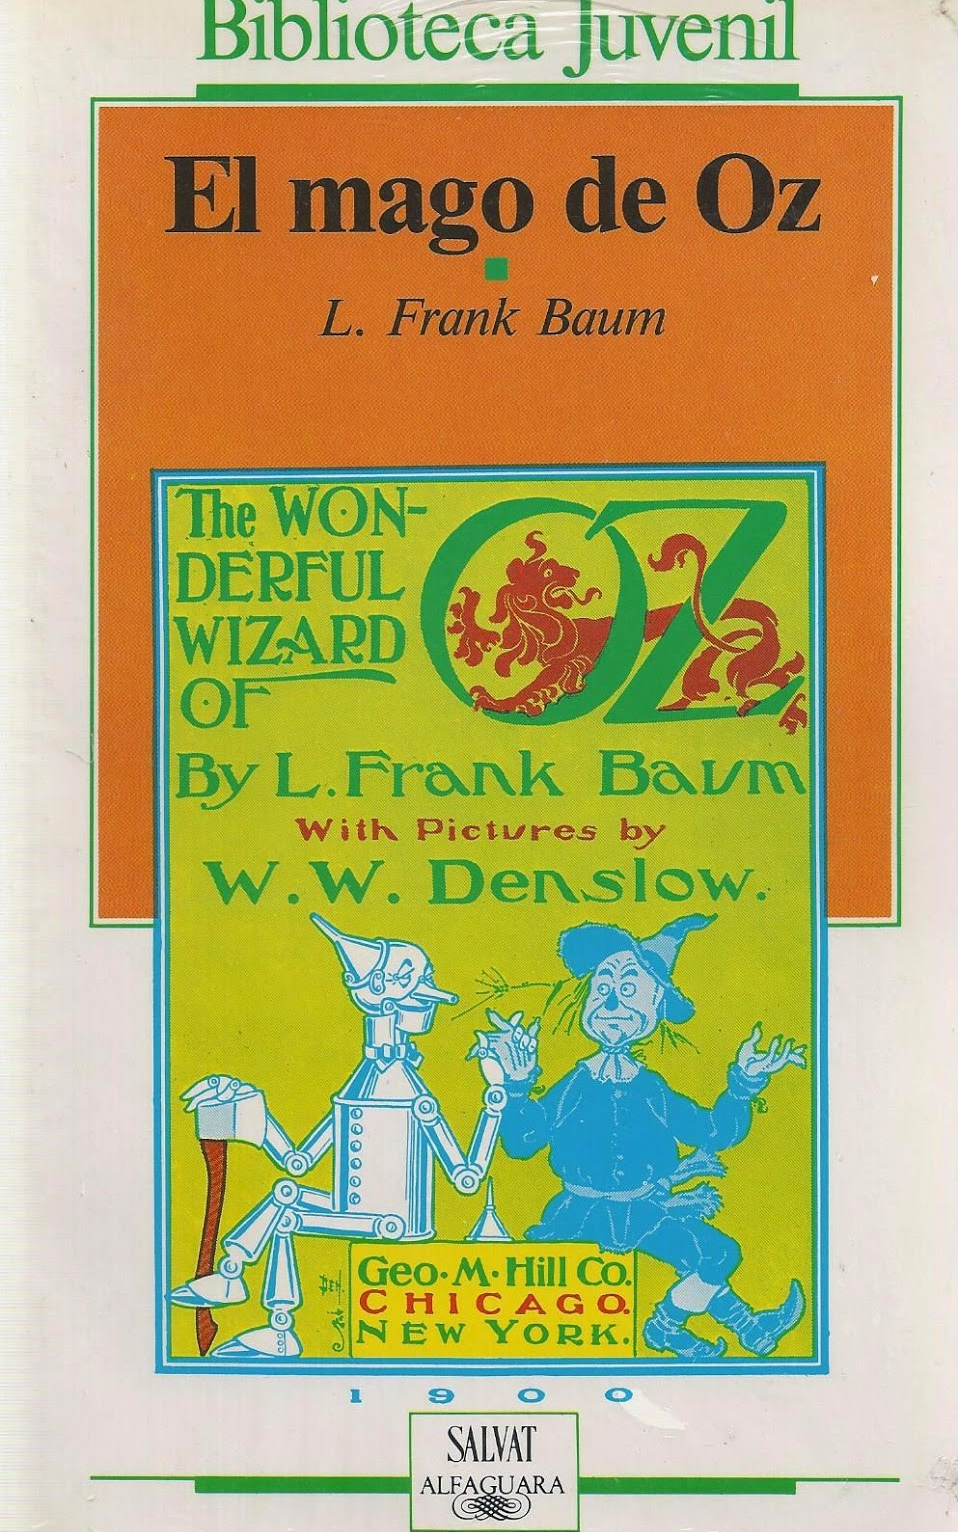 Biblioteca Juvenil
El mago de Oz
L. Frank Baum
The WON-
DERFUL
WIZARD
OF
OZ
By L. Frank Baum
With Pictures by
W. W. Denslow.
Geo. M. Hill Co.
CHICAGO.
NEW YORK.
1900
SALVAT
ALFAGUARA